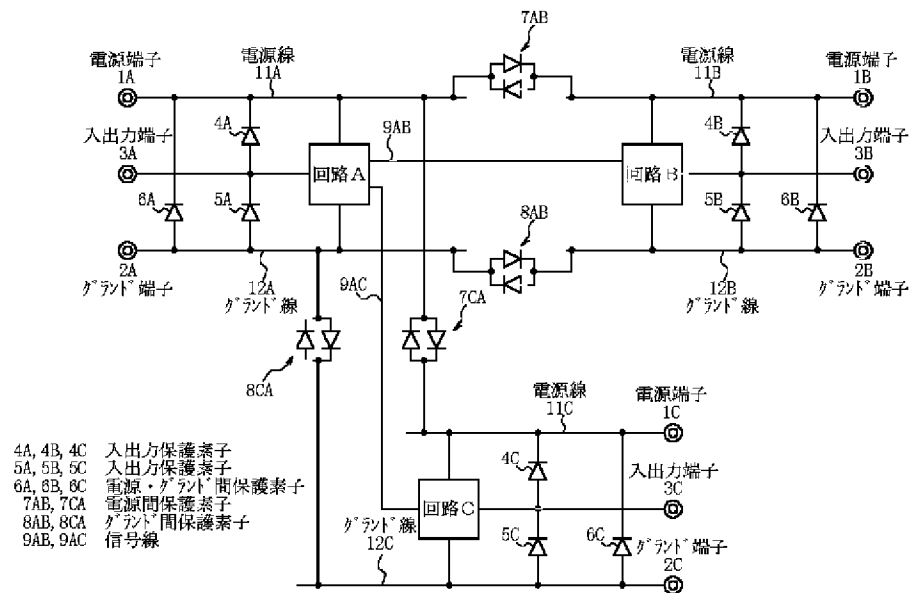 7AB
電源端子
1A
電源線
11A
電源線
11B
電源端子
1B
4A
9AB
4B
入出力端子
3A
回路A
回路B
入出力端子
3B
6A
5A
8AB
5B
6B
2A
グランド端子
12A
グランド線
9AC
7CA
12B
グランド線
2B
グランド端子
8CA
電源線
11C
電源端子
1C
4A, 4B, 4C 入出力保護素子
5A, 5B, 5C 入出力保護素子
6A, 6B, 6C 電源・グランド間保護素子
7AB, 7CA 電源間保護素子
8AB, 8CA グランド間保護素子
9AB, 9AC 信号線
4C
入出力端子
3C
回路C
グランド線
12C
5C
6C
グランド端子
2C